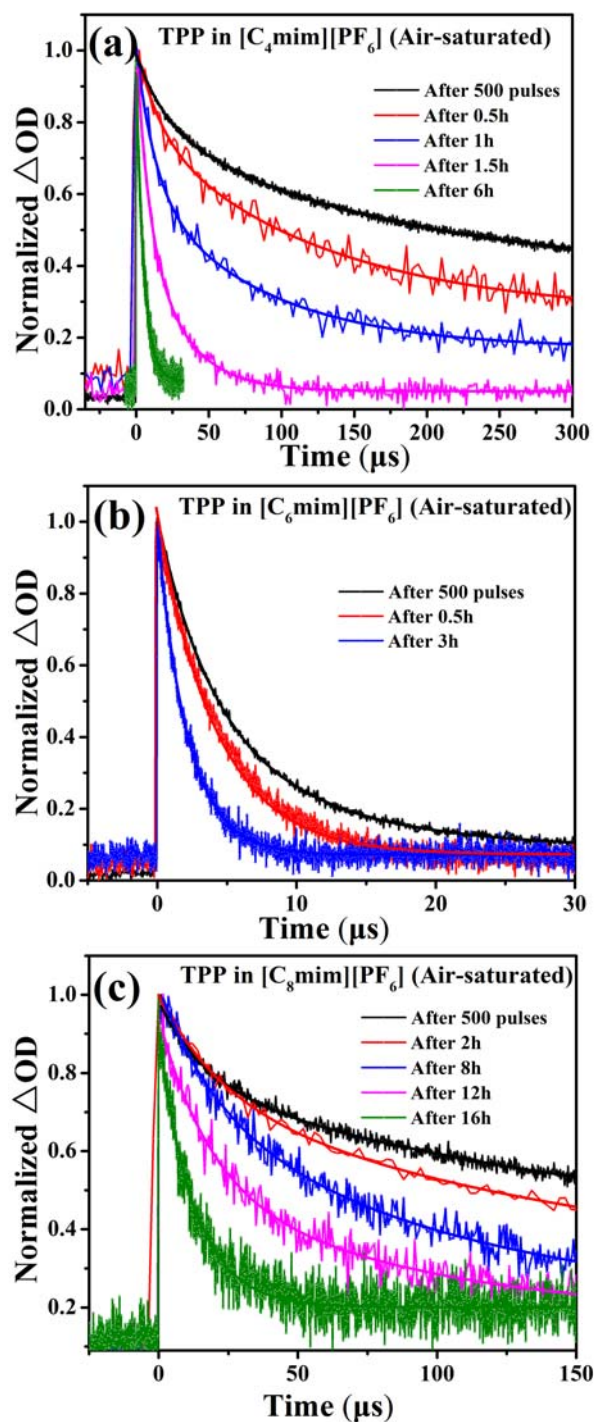 (a) TPP in [C₄mim][PF₆] (Air-saturated)
After 500 pulses
After 0.5h
After 1h
After 1.5h
After 6h
Normalized △OD
1.0
0.8
0.6
0.4
0.2
0.0
0 50 100 150 200 250 300
Time (μs)
(b) TPP in [C₆mim][PF₆] (Air-saturated)
After 500 pulses
After 0.5h
After 3h
Normalized △OD
1.0
0.8
0.6
0.4
0.2
0.0
0 10 20 30
Time (μs)
(c) TPP in [C₈mim][PF₆] (Air-saturated)
After 500 pulses
After 2h
After 8h
After 12h
After 16h
Normalized △OD
1.0
0.8
0.6
0.4
0.2
0 50 100 150
Time (μs)